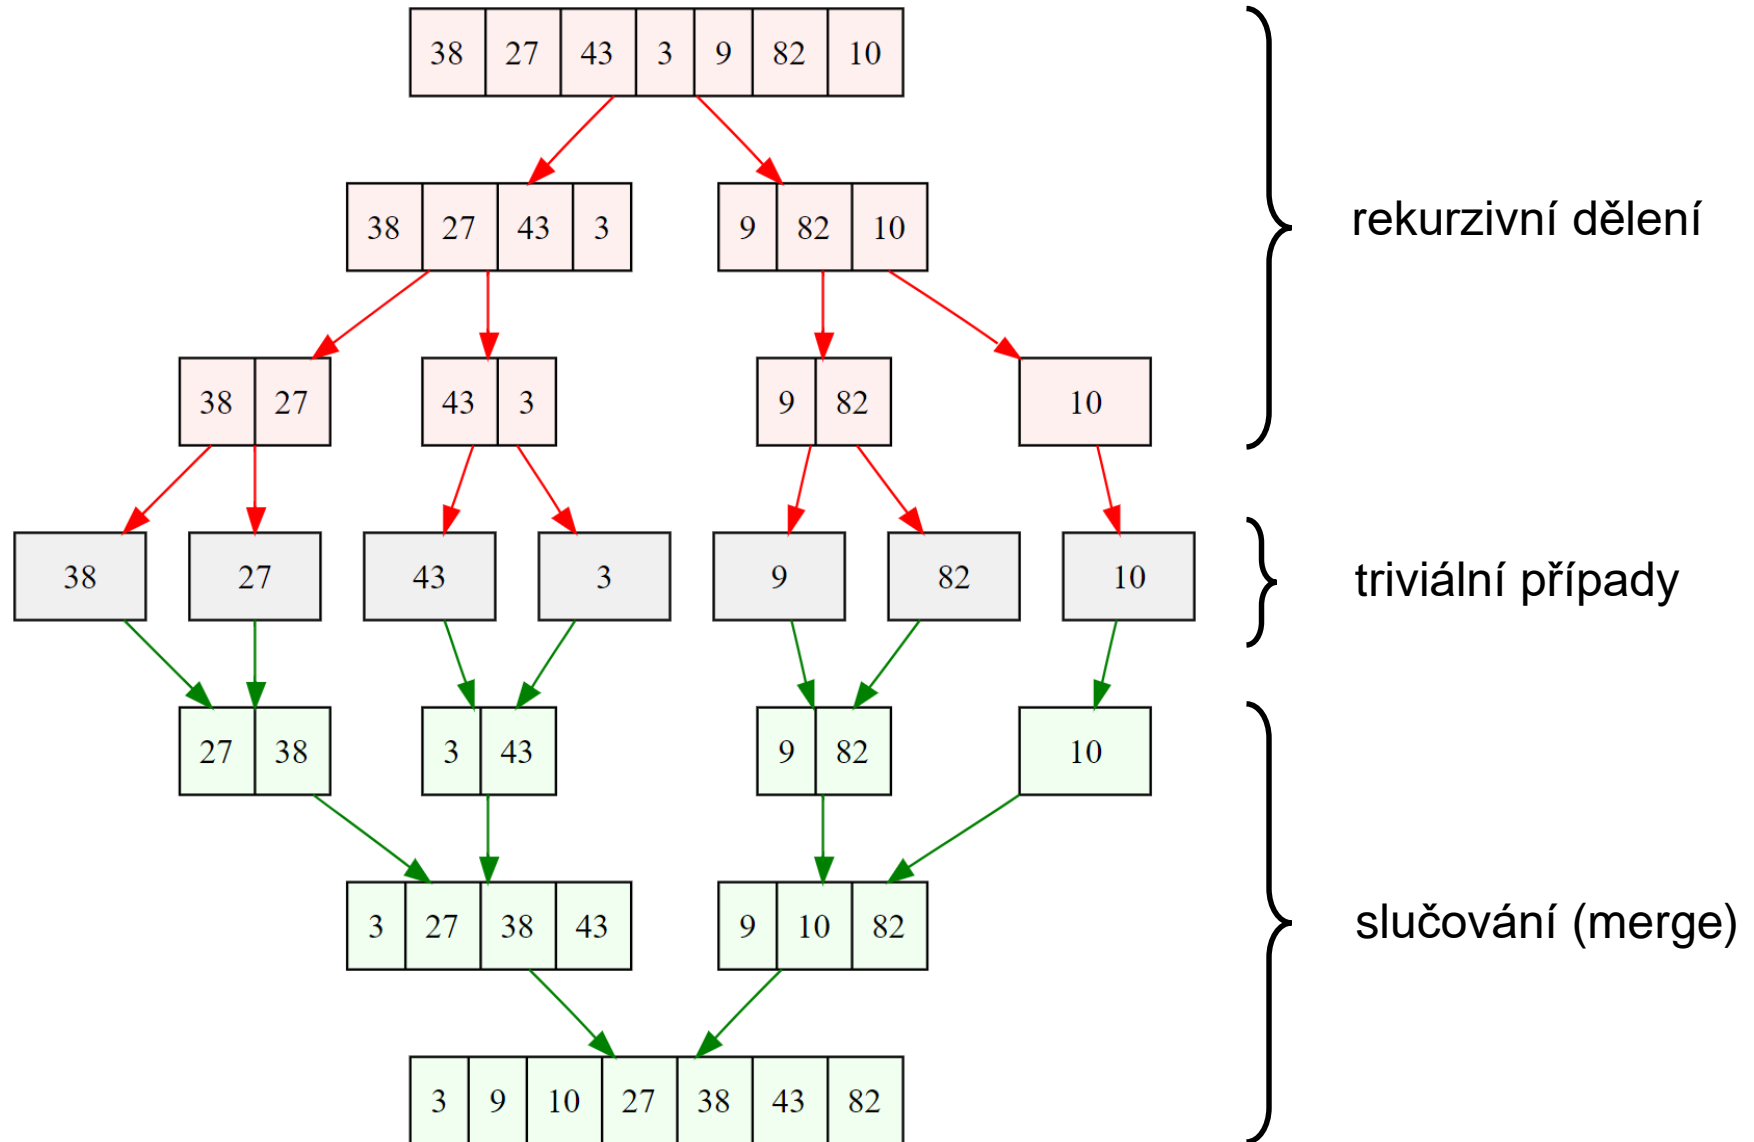 38 27 43 3 9 82 10
38 27 43 3 9 82 10
rekurzivní dělení
38 27 43 3 9 82 10
38 27 43 3 9 82 10
triviální případy
27 38 3 43 9 82 10
3 27 38 43 9 10 82
slučování (merge)
3 9 10 27 38 43 82